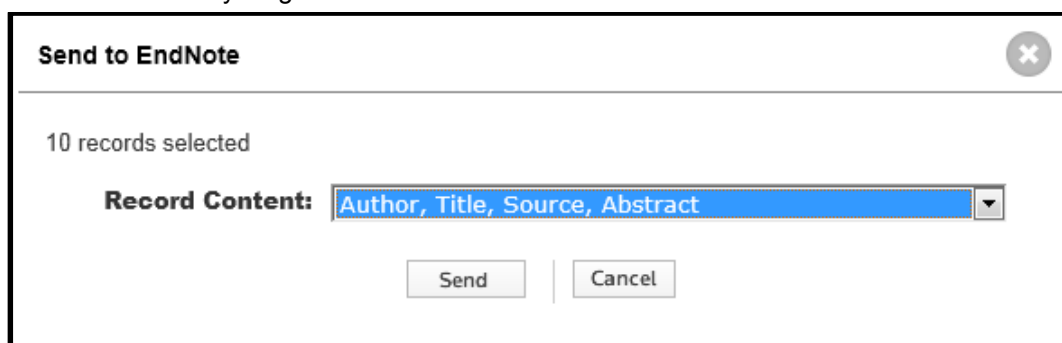 Send to EndNote
10 records selected
Record Content: Author, Title, Source, Abstract
Send Cancel